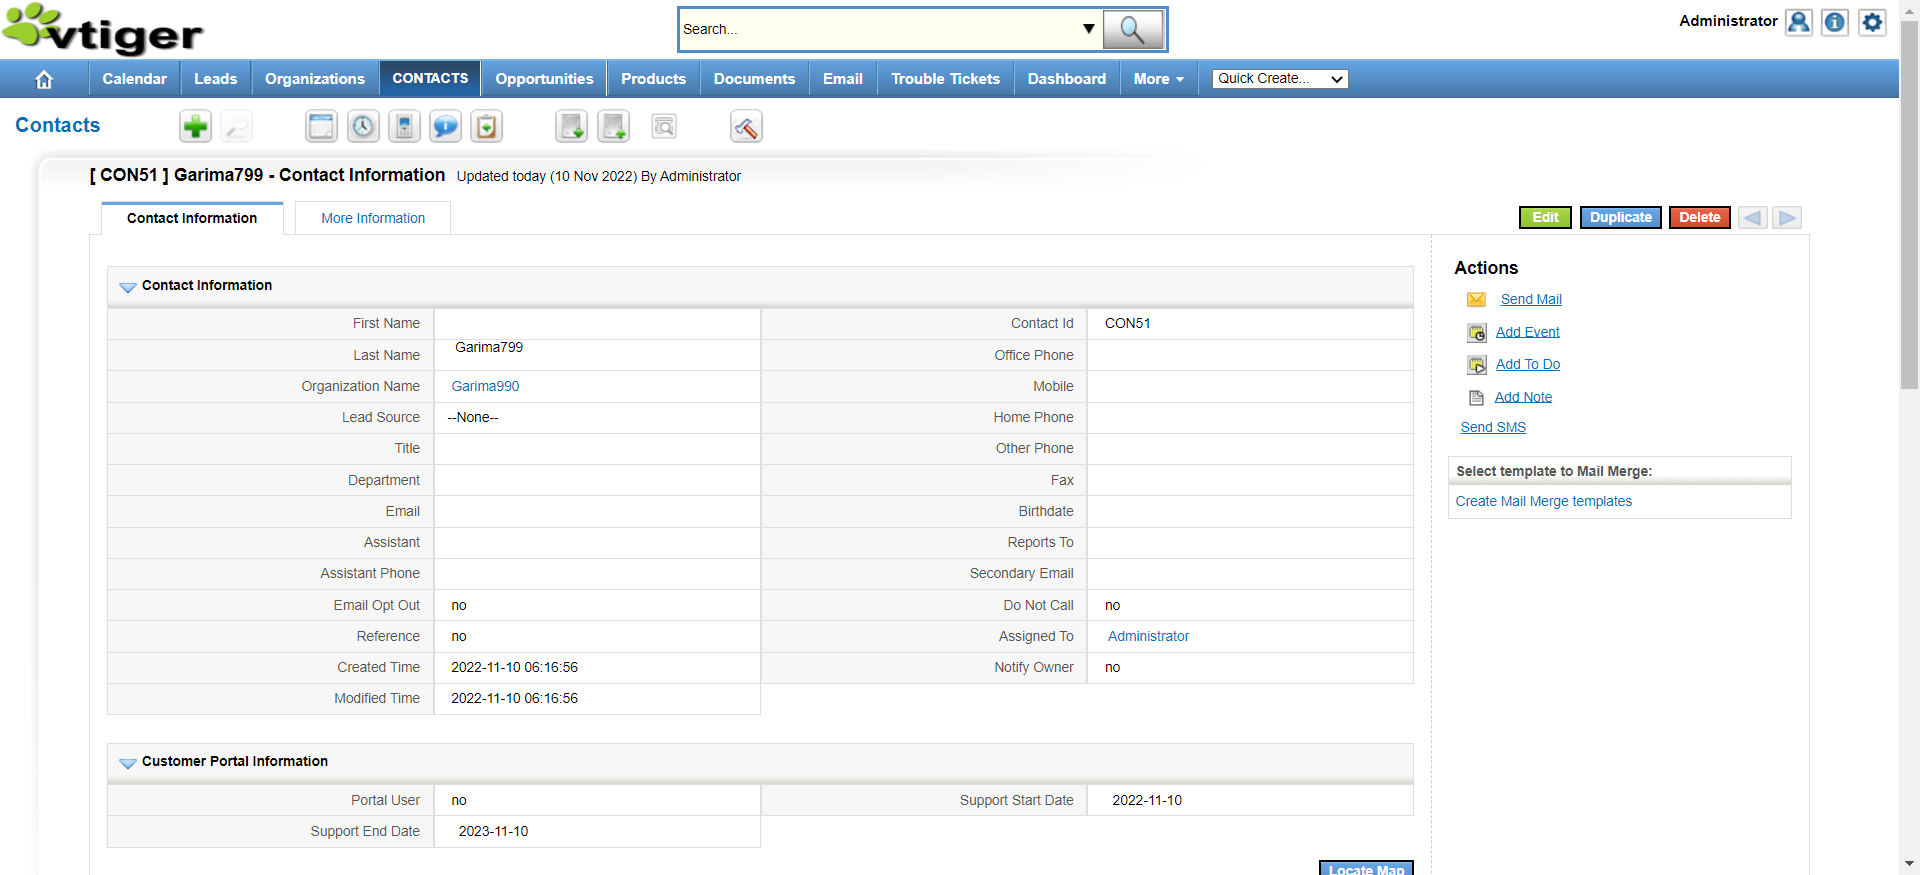 vtiger
Search...
Administrator
Calendar Leads Organizations CONTACTS Opportunities Products Documents Email Trouble Tickets Dashboard More Quick Create...
Contacts
[ CON51 ] Garima799 - Contact Information Updated today (10 Nov 2022) By Administrator
Contact Information More Information Edit Duplicate Delete
Contact Information
First Name Contact Id CON51
Last Name Garima799 Office Phone
Organization Name Garima990 Mobile
Lead Source --None-- Home Phone
Title Other Phone
Department Fax
Email Birthdate
Assistant Reports To
Assistant Phone Secondary Email
Email Opt Out no Do Not Call no
Reference no Assigned To Administrator
Created Time 2022-11-10 06:16:56 Notify Owner no
Modified Time 2022-11-10 06:16:56
Customer Portal Information
Portal User no Support Start Date 2022-11-10
Support End Date 2023-11-10
Locate Map
Actions
Send Mail
Add Event
Add To Do
Add Note
Send SMS
Select template to Mail Merge:
Create Mail Merge templates